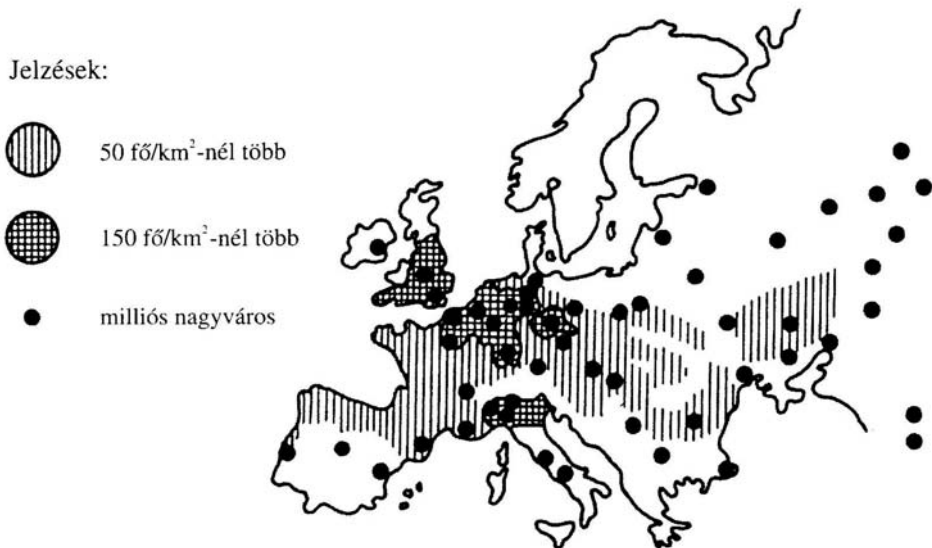 Jelzések:
50 fő/km²-nél több
150 fő/km²-nél több
milliós nagyváros